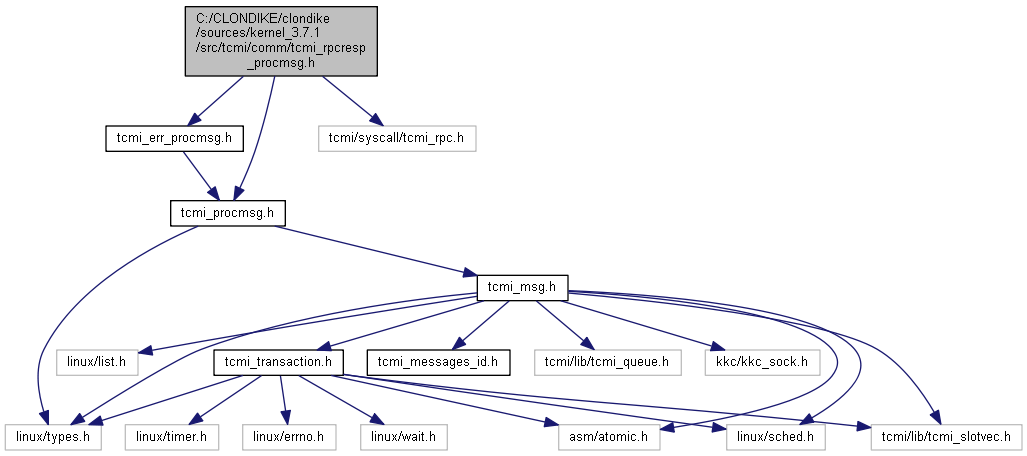 C:/CLONDIKE/clondike
/sources/kernel_3.7.1
/src/tcmi/comm/tcmi_rpcresp
_procmsg.h
tcmi_err_procmsg.h
tcmi/syscall/tcmi_rpc.h
tcmi_procmsg.h
tcmi_msg.h
linux/list.h
tcmi_transaction.h
tcmi_messages_id.h
tcmi/lib/tcmi_queue.h
kkc/kkc_sock.h
linux/types.h
linux/timer.h
linux/errno.h
linux/wait.h
asm/atomic.h
linux/sched.h
tcmi/lib/tcmi_slotvec.h